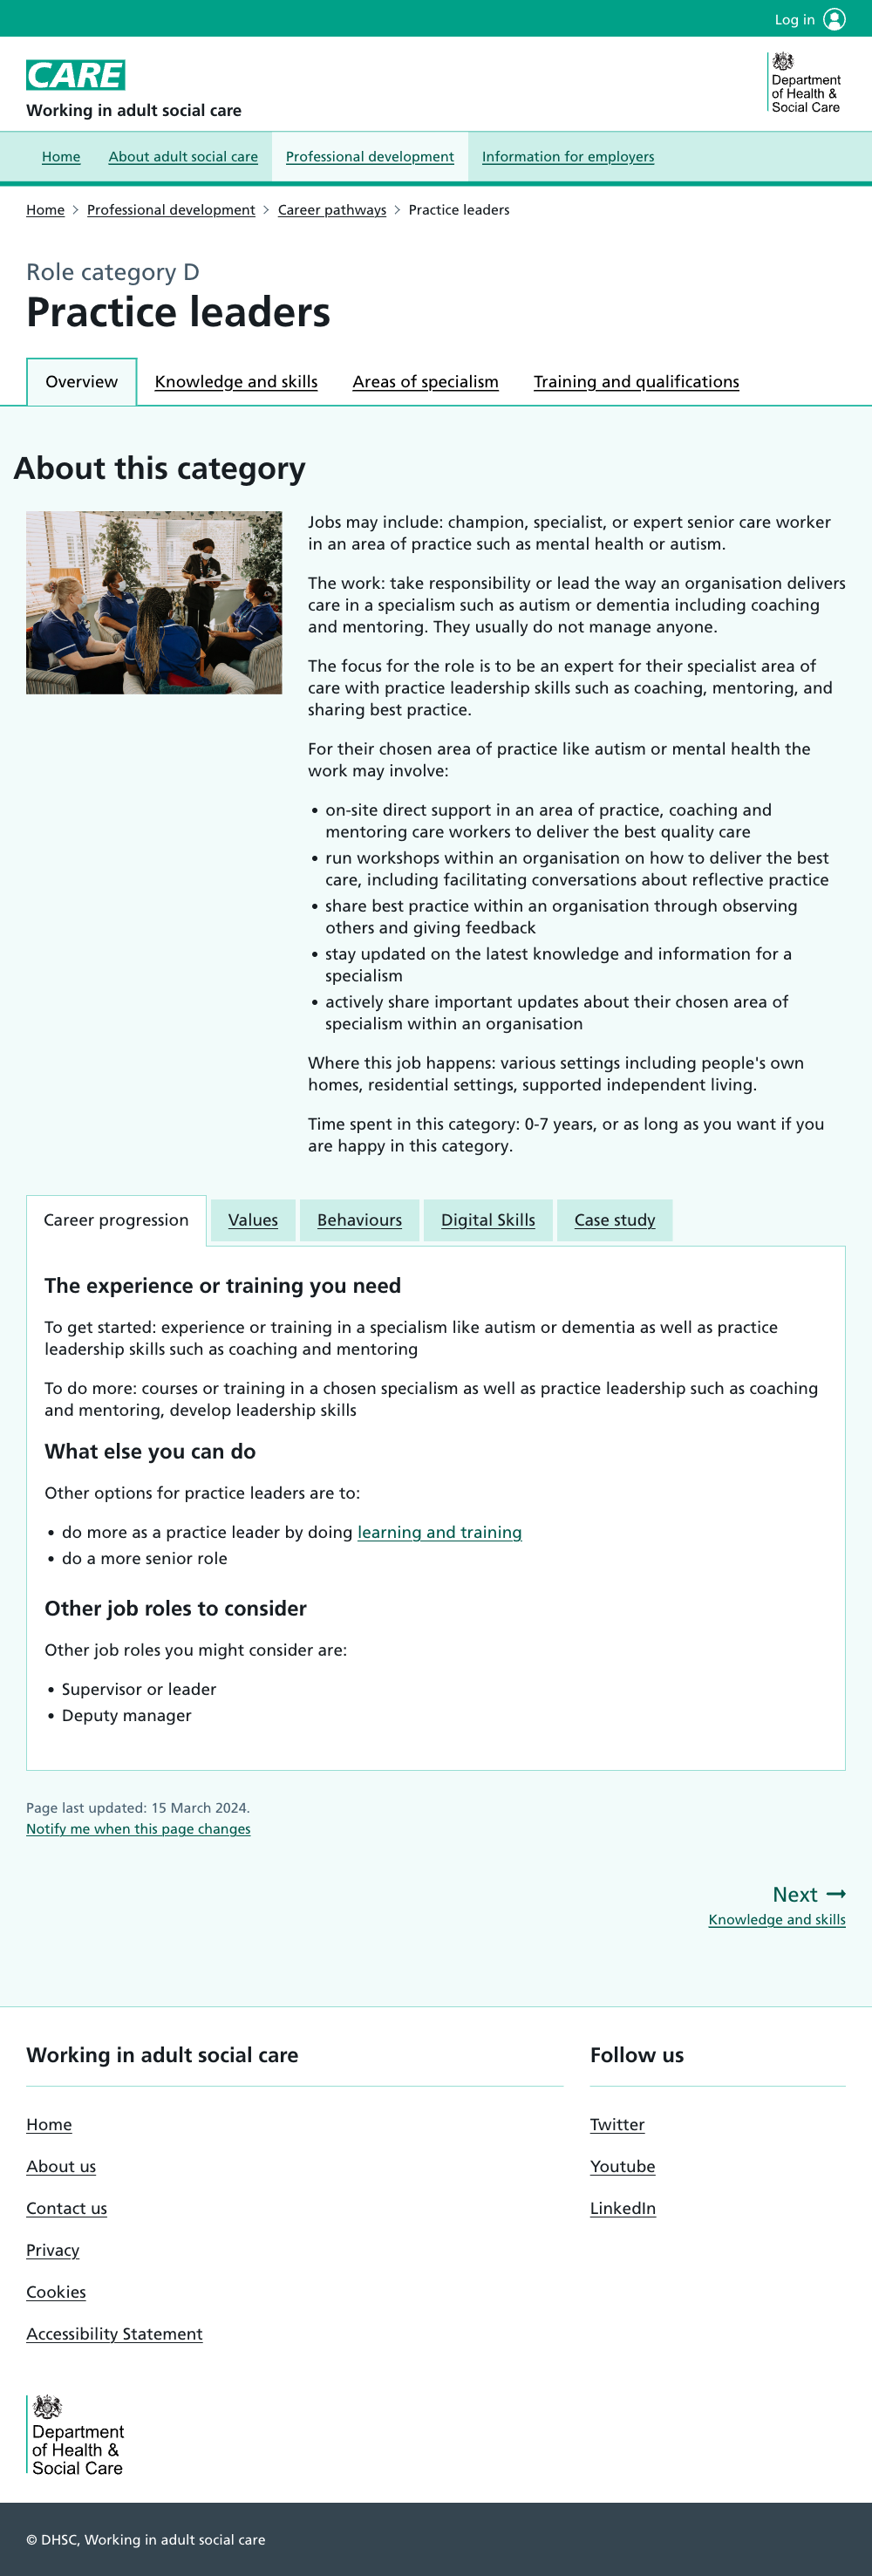 Log in
CARE
Working in adult social care
Department
of Health &
Social Care
Home
About adult social care
Professional development
Information for employers
Home
Professional development
Career pathways
Practice leaders
Role category D
Practice leaders
Overview
Knowledge and skills
Areas of specialism
Training and qualifications
About this category
Jobs may include: champion, specialist, or expert senior care worker
in an area of practice such as mental health or autism.
The work: take responsibility or lead the way an organisation delivers
care in a specialism such as autism or dementia including coaching
and mentoring. They usually do not manage anyone.
The focus for the role is to be an expert for their specialist area of
care with practice leadership skills such as coaching, mentoring, and
sharing best practice.
For their chosen area of practice like autism or mental health the
work may involve:
• on-site direct support in an area of practice, coaching and
mentoring care workers to deliver the best quality care
• run workshops within an organisation on how to deliver the best
care, including facilitating conversations about reflective practice
• share best practice within an organisation through observing
others and giving feedback
• stay updated on the latest knowledge and information for a
specialism
• actively share important updates about their chosen area of
specialism within an organisation
Where this job happens: various settings including people's own
homes, residential settings, supported independent living.
Time spent in this category: 0-7 years, or as long as you want if you
are happy in this category.
Career progression
Values
Behaviours
Digital Skills
Case study
The experience or training you need
To get started: experience or training in a specialism like autism or dementia as well as practice
leadership skills such as coaching and mentoring
To do more: courses or training in a chosen specialism as well as practice leadership such as coaching
and mentoring, develop leadership skills
What else you can do
Other options for practice leaders are to:
• do more as a practice leader by doing learning and training
• do a more senior role
Other job roles to consider
Other job roles you might consider are:
• Supervisor or leader
• Deputy manager
Page last updated: 15 March 2024.
Notify me when this page changes
Next
Knowledge and skills
Working in adult social care
Home
About us
Contact us
Privacy
Cookies
Accessibility Statement
Follow us
Twitter
Youtube
LinkedIn
Department
of Health &
Social Care
© DHSC, Working in adult social care